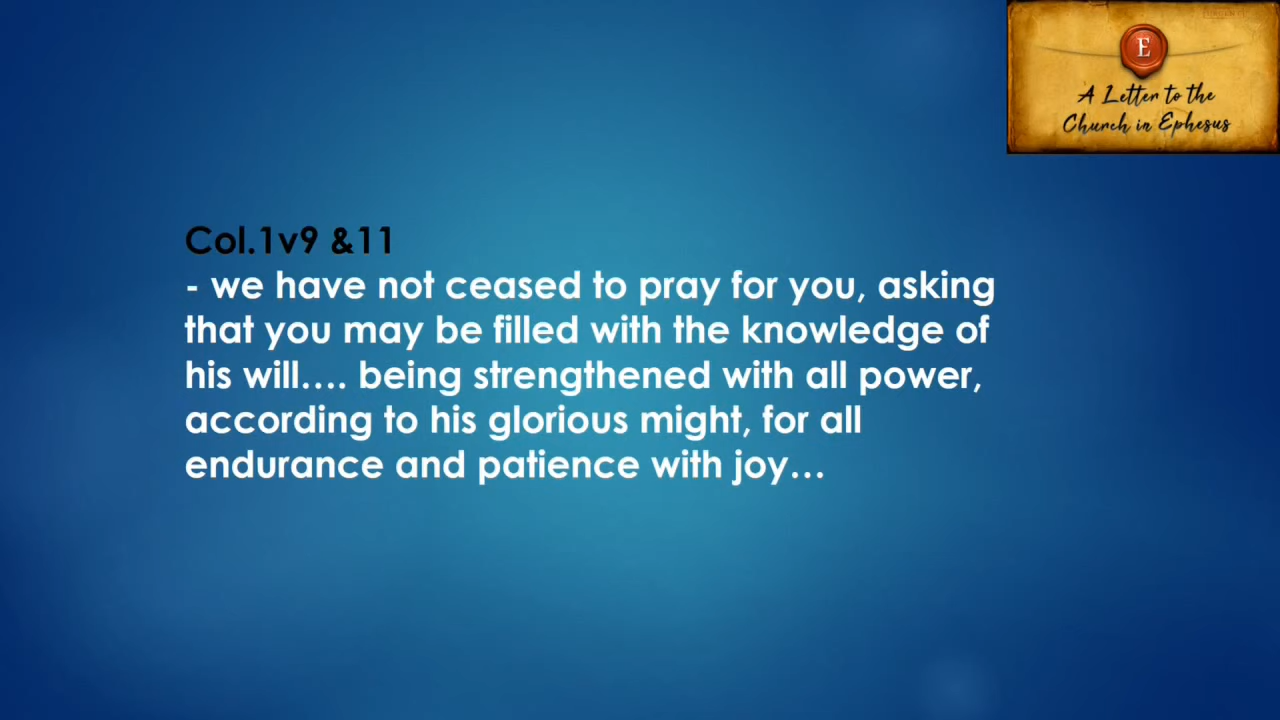 E
A Letter to the
Church in Ephesus
Col.1v9 &11
- we have not ceased to pray for you, asking
that you may be filled with the knowledge of
his will.... being strengthened with all power,
according to his glorious might, for all
endurance and patience with joy...